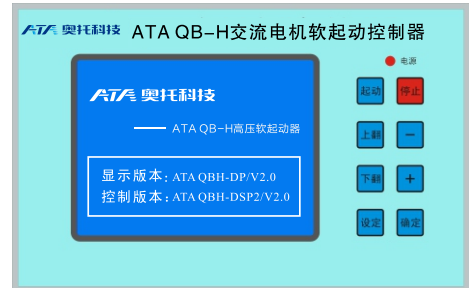 ATA 奥托科技 ATA QB-H交流电机软起动控制器
电源
ATA 奥托科技
ATA QB-H高压软起动器
显示版本: ATA QBH-DP/V2.0
控制版本: ATA QBH-DSP2/V2.0
起动 停止
上翻 -
下翻 +
设定 确定